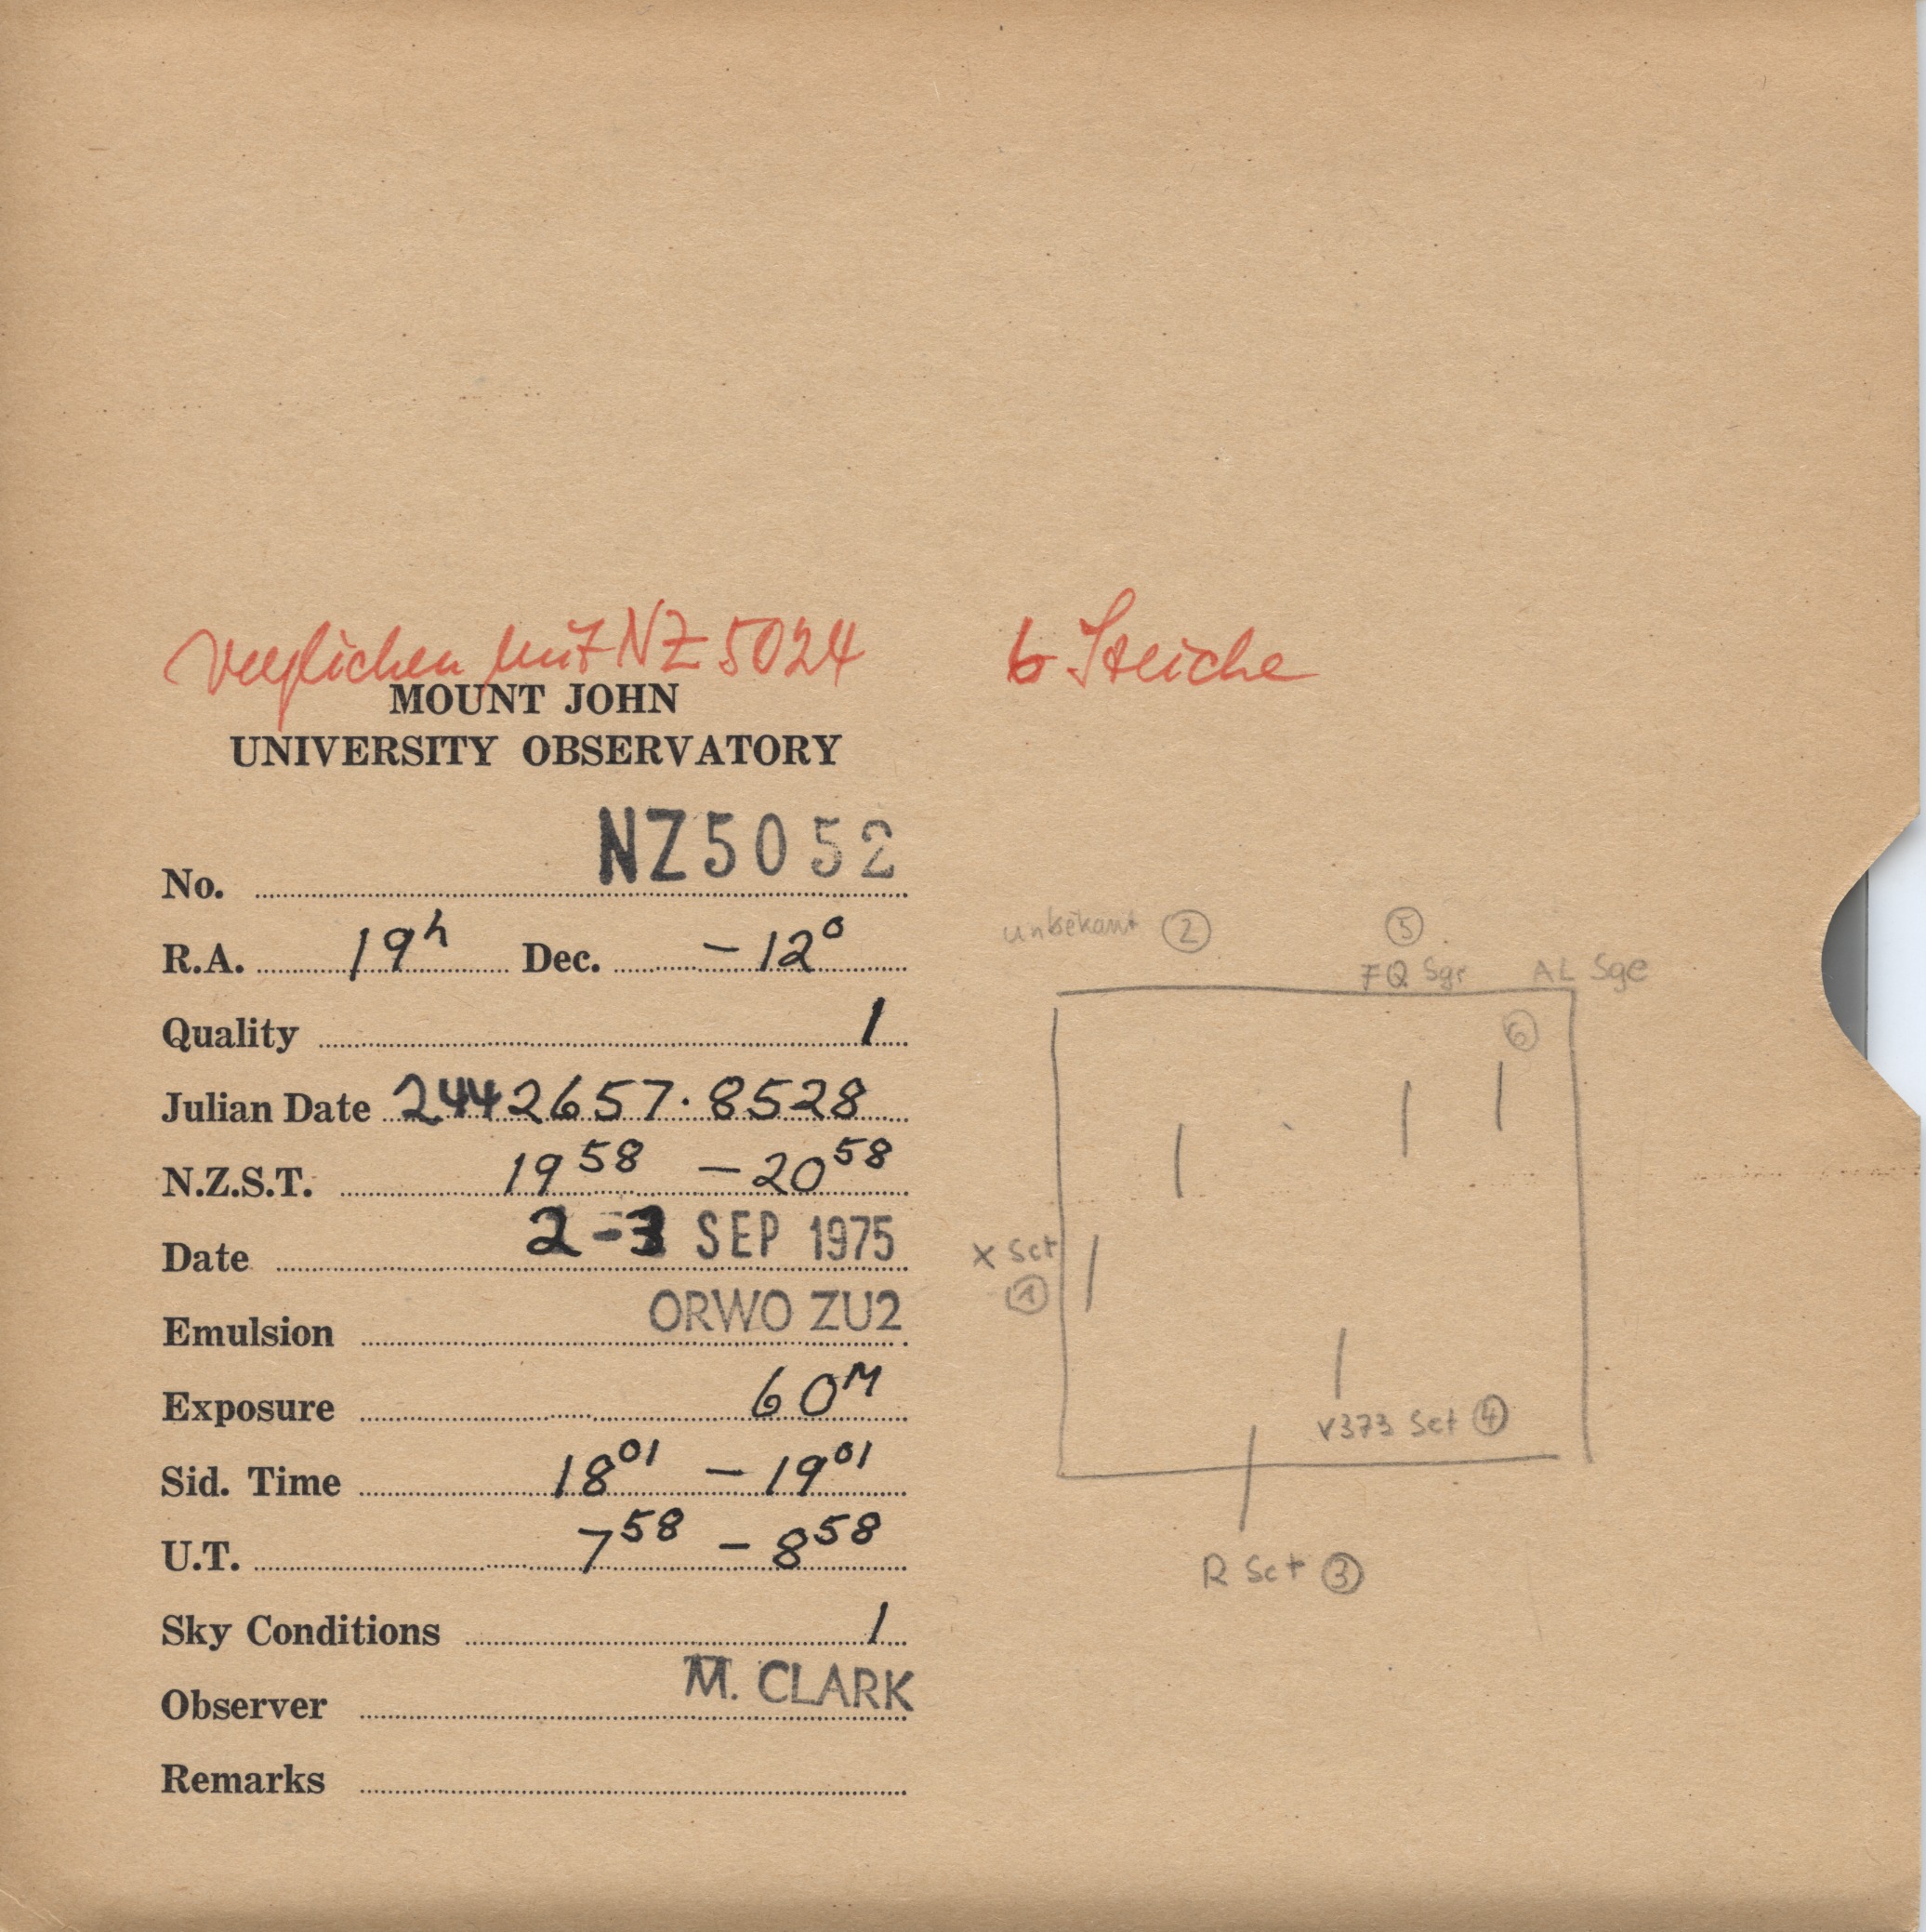 verglichen mit NZ 5024
6 Striche
MOUNT JOHN
UNIVERSITY OBSERVATORY
No. NZ5052
R.A. 19h Dec. -12°
Quality 1
Julian Date 2442657.8528
N.Z.S.T. 19 58 - 20 58
Date 2-3 SEP 1975
Emulsion ORWO ZU2
Exposure 60M
Sid. Time 18 01 - 19 01
U.T. 7 58 - 8 58
Sky Conditions 1
Observer M. CLARK
Remarks
unbekant 2
5
FQ Sgr
AL Sge
6
X Sct
1
V373 Sct 4
R Sct 3